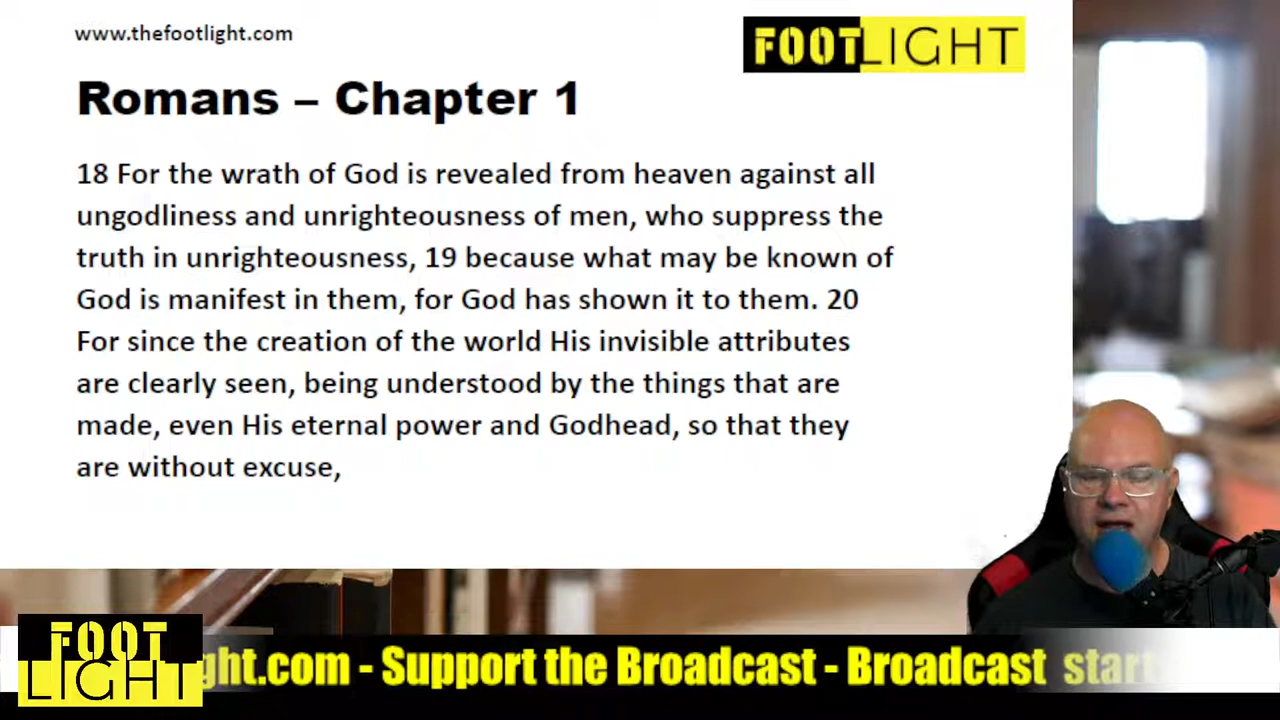 www.thefootlight.com
FOOTLIGHT
Romans – Chapter 1
18 For the wrath of God is revealed from heaven against all
ungodliness and unrighteousness of men, who suppress the
truth in unrighteousness, 19 because what may be known of
God is manifest in them, for God has shown it to them. 20
For since the creation of the world His invisible attributes
are clearly seen, being understood by the things that are
made, even His eternal power and Godhead, so that they
are without excuse,
FOOT
LIGHT
ght.com - Support the Broadcast - Broadcast start